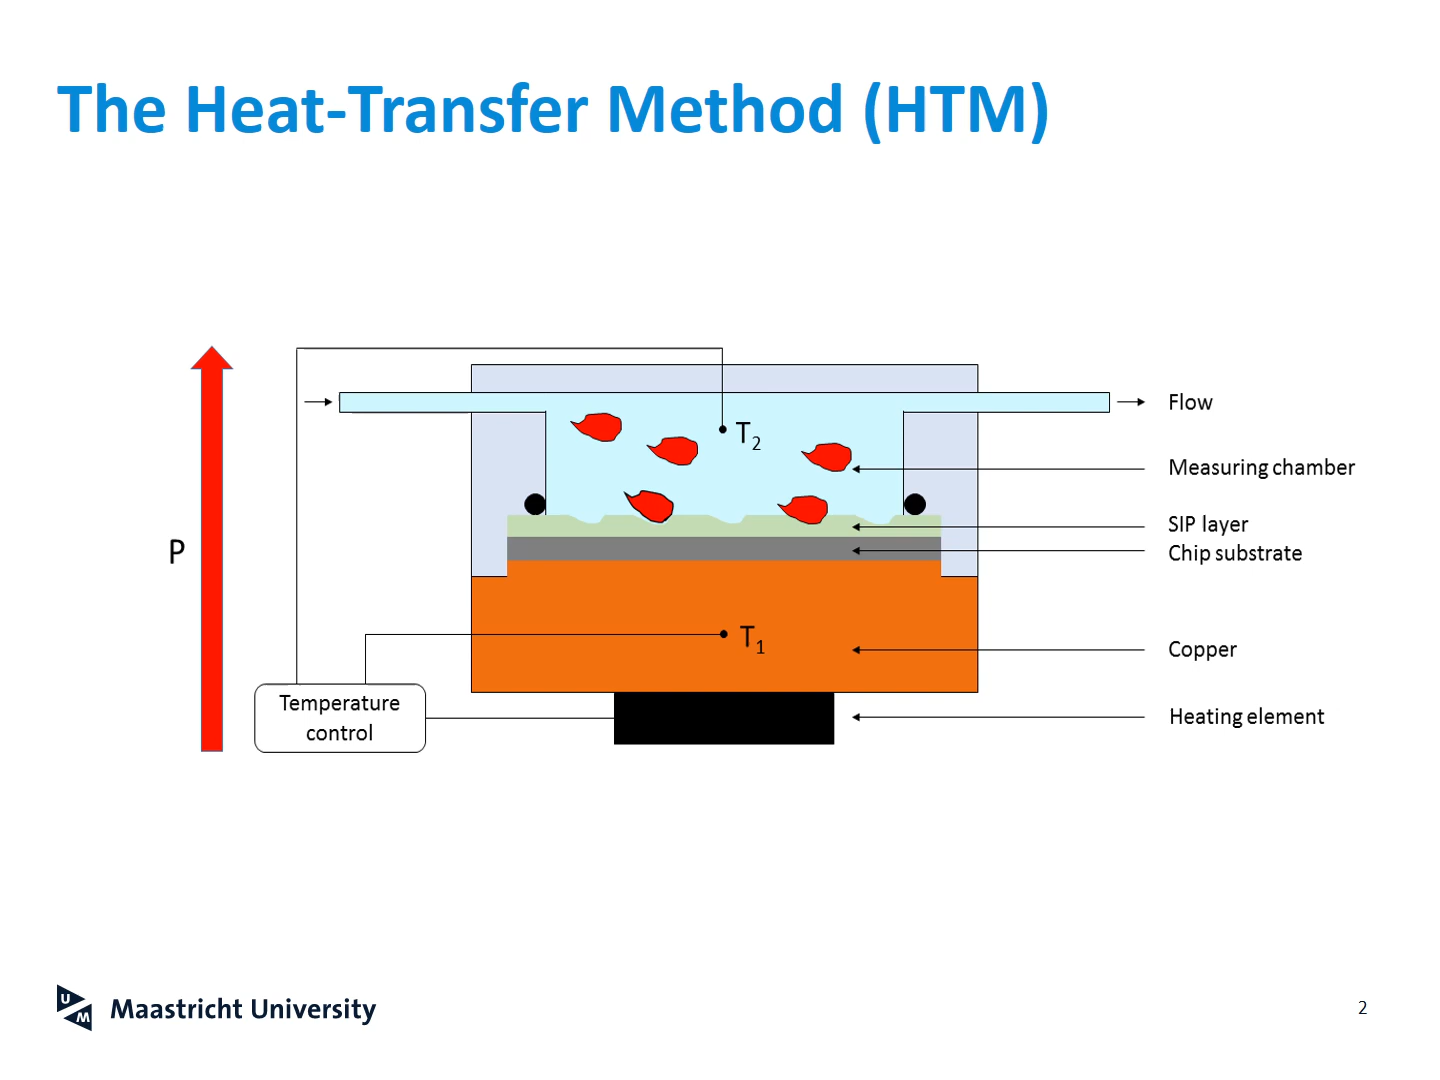 The Heat-Transfer Method (HTM)
Flow
T2
Measuring chamber
SIP layer
P
Chip substrate
T1
Copper
Temperature
control
Heating element
UM
Maastricht University
2